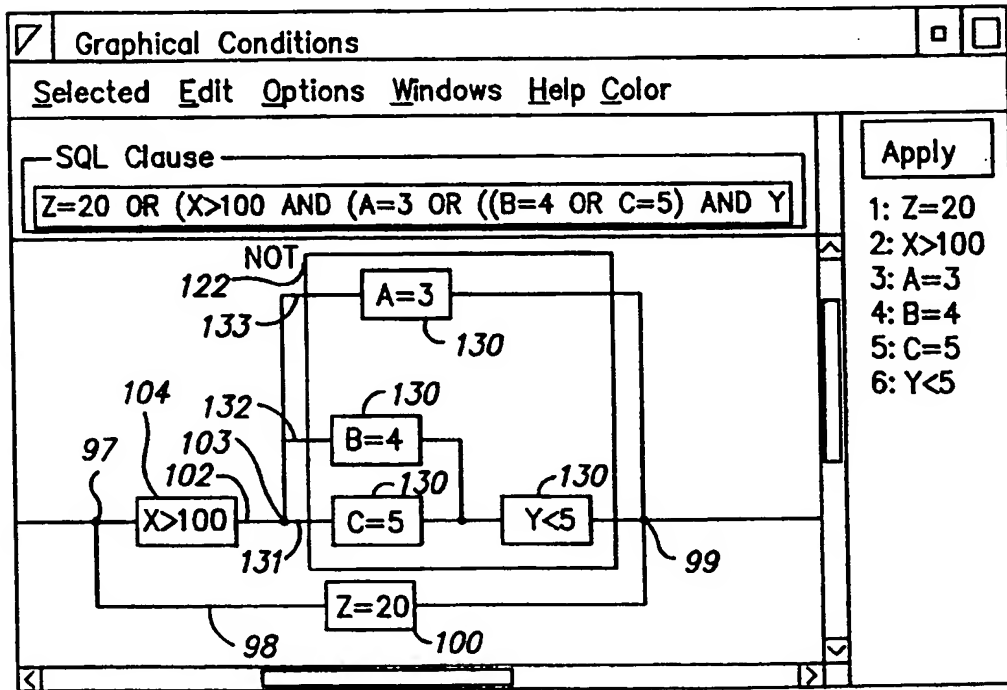 Graphical Conditions
Selected Edit Options Windows Help Color
SQL Clause
Z=20 OR (X>100 AND (A=3 OR ((B=4 OR C=5) AND Y
Apply
1: Z=20
2: X>100
3: A=3
4: B=4
5: C=5
6: Y<5
NOT
122
A=3
133
130
104
132
130
103
B=4
97
102
130
130
X>100
C=5
Y<5
131
99
Z=20
98
100